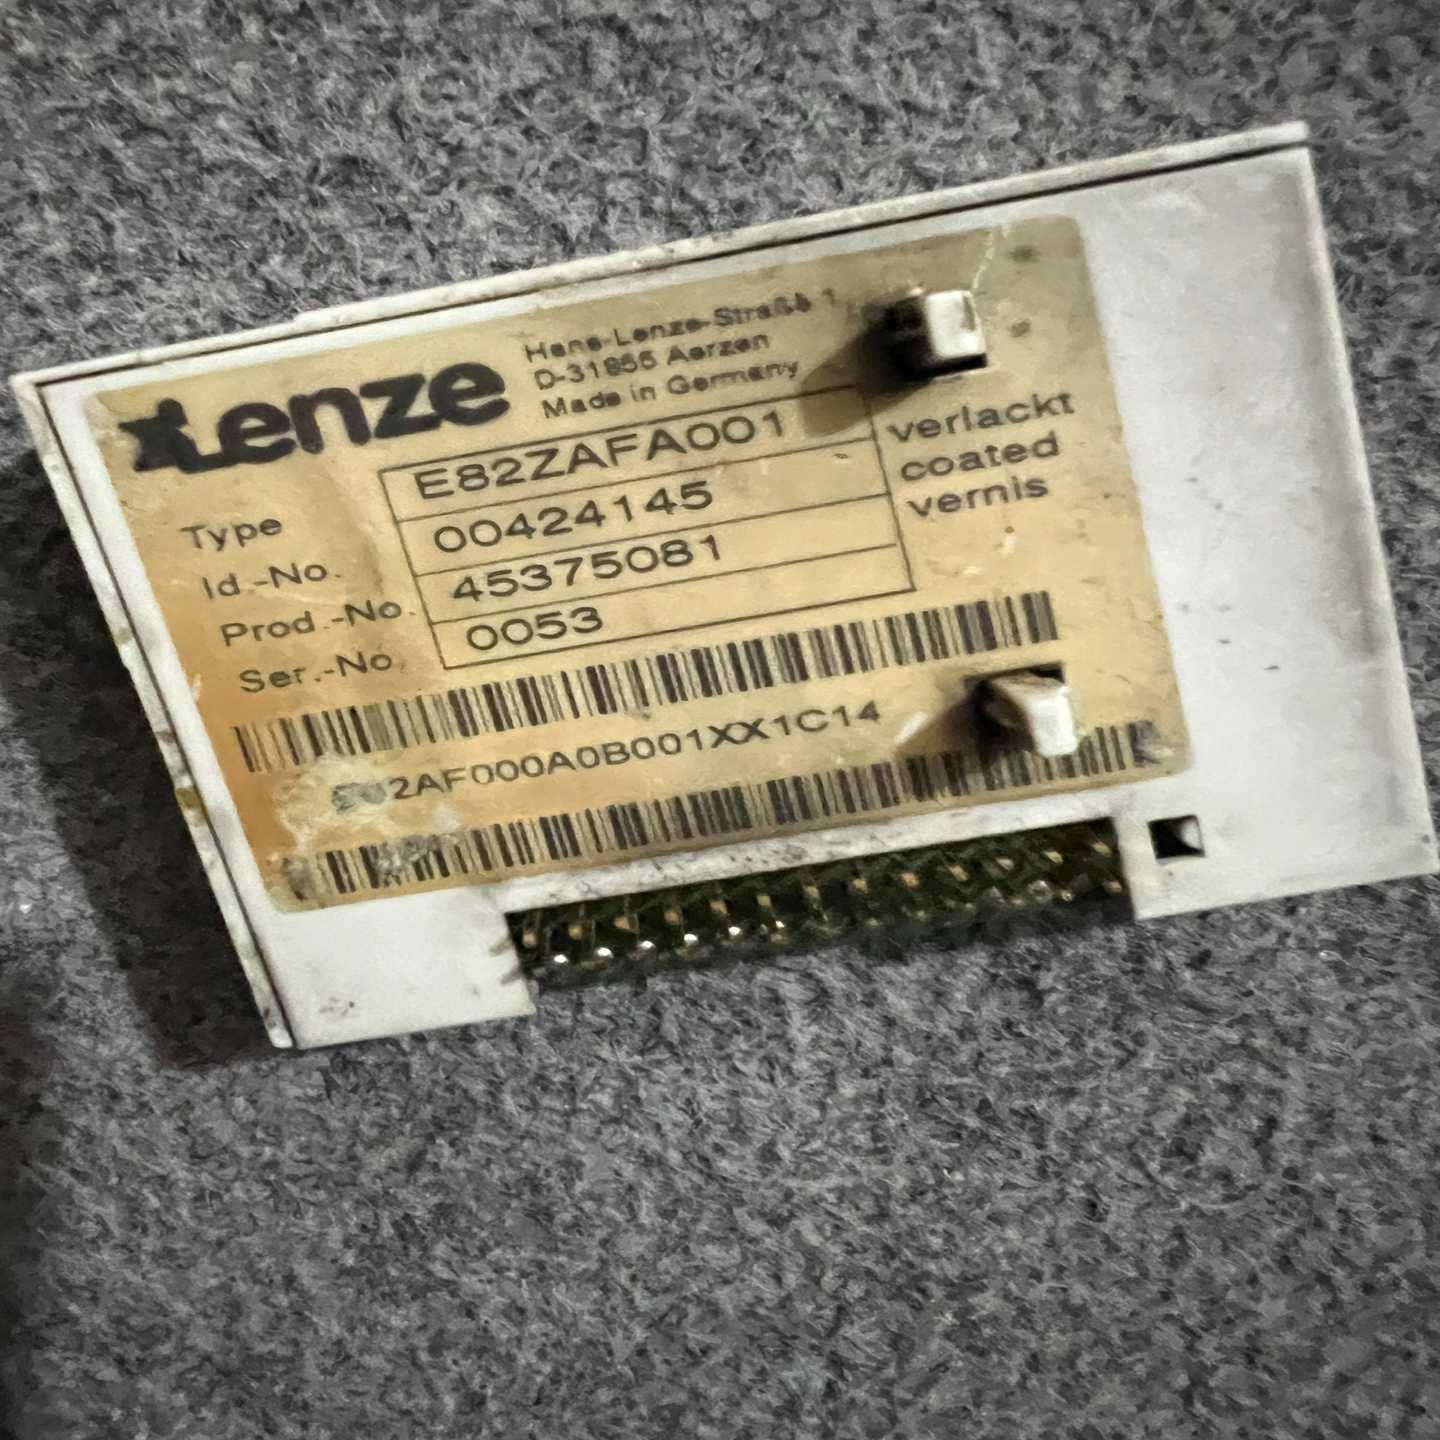 Lenze
Hans-Lenze-Straße 1
D-31855 Aerzen
Made in Germany
Type E82ZAFA001
Id.-No. 00424145
Prod.-No. 45375081
Ser.-No. 0053
verlackt
coated
vernis
E82AF000A0B001XX1C14